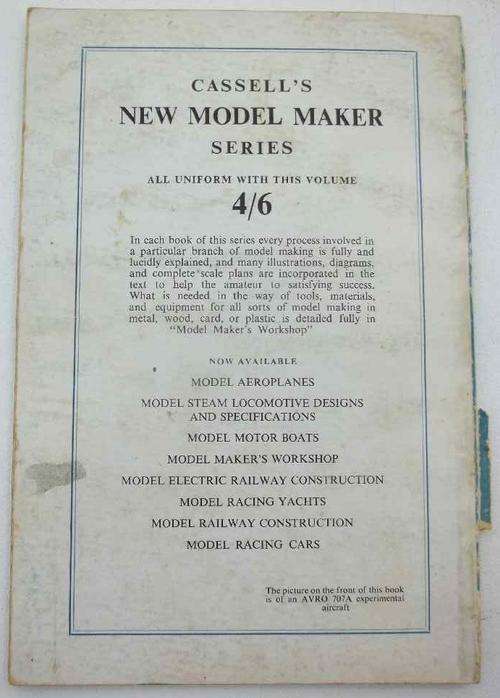 CASSELL'S
NEW MODEL MAKER
SERIES
ALL UNIFORM WITH THIS VOLUME
4/6
In each book of this series every process involved in
a particular branch of model making is fully and
lucidly explained, and many illustrations, diagrams,
and complete scale plans are incorporated in the
text to help the amateur to satisfying success.
What is needed in the way of tools, materials,
and equipment for all sorts of model making in
metal, wood, card, or plastic is detailed fully in
"Model Maker's Workshop"
NOW AVAILABLE
MODEL AEROPLANES
MODEL STEAM LOCOMOTIVE DESIGNS
AND SPECIFICATIONS
MODEL MOTOR BOATS
MODEL MAKER'S WORKSHOP
MODEL ELECTRIC RAILWAY CONSTRUCTION
MODEL RACING YACHTS
MODEL RAILWAY CONSTRUCTION
MODEL RACING CARS
The picture on the front of this book
is of an AVRO 707A experimental
aircraft